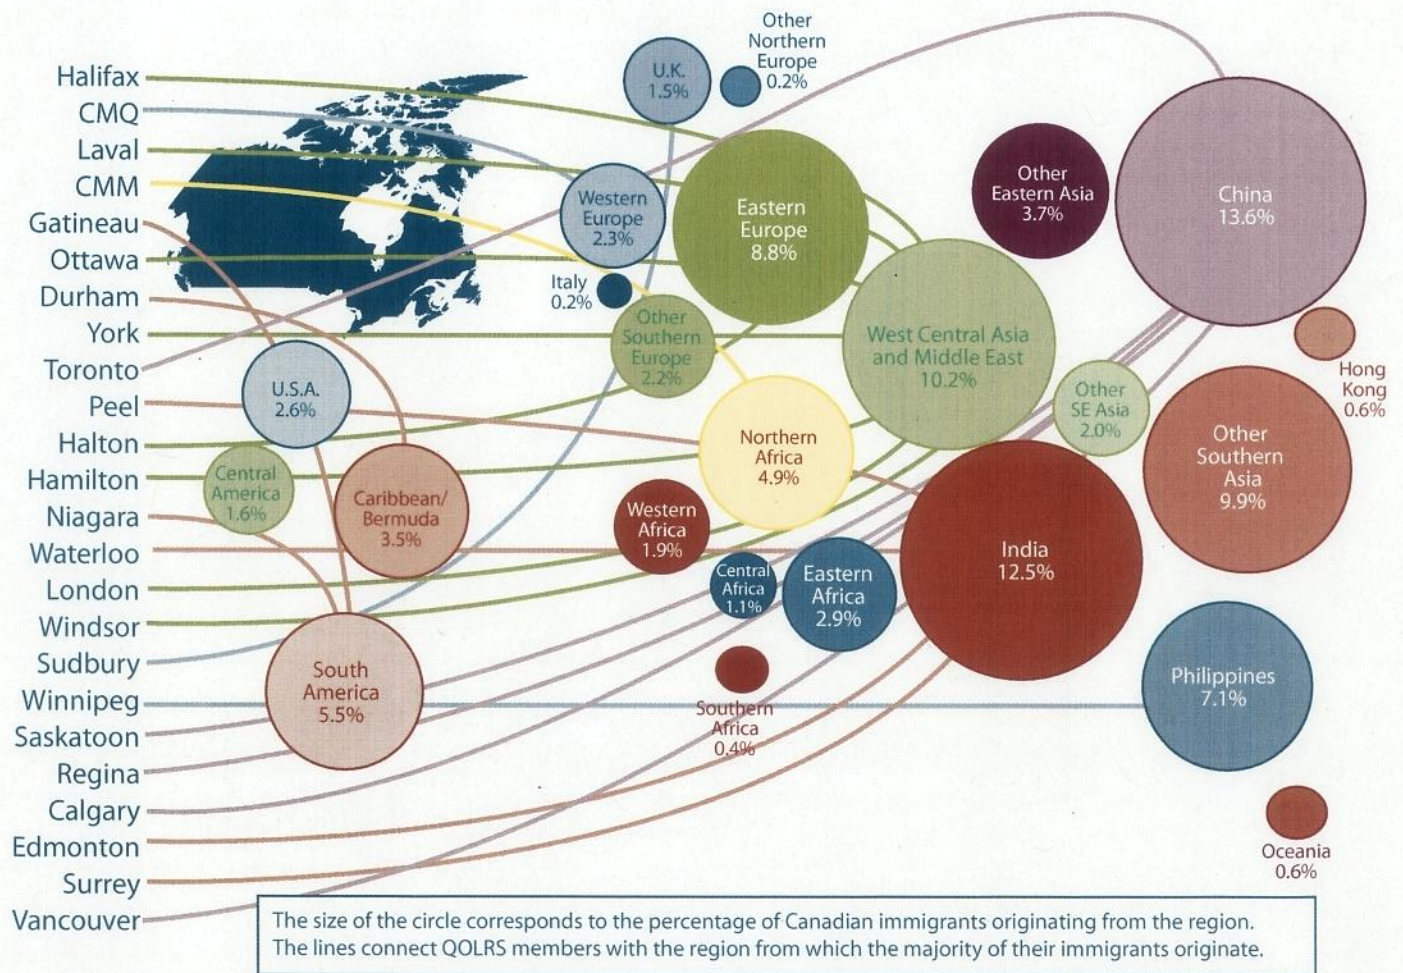 Halifax
CMQ
Laval
CMM
Gatineau
Ottawa
Durham
York
Toronto
Peel
Halton
Hamilton
Niagara
Waterloo
London
Windsor
Sudbury
Winnipeg
Saskatoon
Regina
Calgary
Edmonton
Surrey
Vancouver
U.K.
1.5%
Other
Northern
Europe
0.2%
Western
Europe
2.3%
Eastern
Europe
8.8%
Other
Eastern Asia
3.7%
China
13.6%
Italy
0.2%
Other
Southern
Europe
2.2%
West Central Asia
and Middle East
10.2%
Hong
Kong
0.6%
U.S.A.
2.6%
Other
SE Asia
2.0%
Northern
Africa
4.9%
Other
Southern
Asia
9.9%
Central
America
1.6%
Caribbean/
Bermuda
3.5%
Western
Africa
1.9%
India
12.5%
Central
Africa
1.1%
Eastern
Africa
2.9%
South
America
5.5%
Southern
Africa
0.4%
Philippines
7.1%
Oceania
0.6%
The size of the circle corresponds to the percentage of Canadian immigrants originating from the region.
The lines connect QOLRS members with the region from which the majority of their immigrants originate.